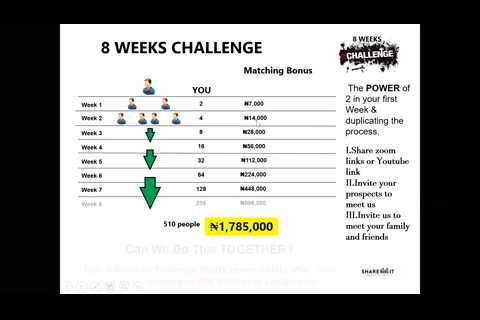 8 WEEKS CHALLENGE
8 WEEKS
CHALLENGE
Matching Bonus
YOU
Week 1 2 ₦7,000
Week 2 4 ₦14,000
Week 3 8 ₦28,000
Week 4 16 ₦56,000
Week 5 32 ₦112,000
Week 6 64 ₦224,000
Week 7 128 ₦448,000
Week 8 256 ₦896,000
510 people ₦1,785,000
Can We Do This TOGETHER?
The POWER of
2 in your first
Week &
duplicating the
process.
I.Share zoom
links or Youtube
link
II.Invite your
prospects to
meet us
III.Invite us to
meet your family
and friends
SHARE IT